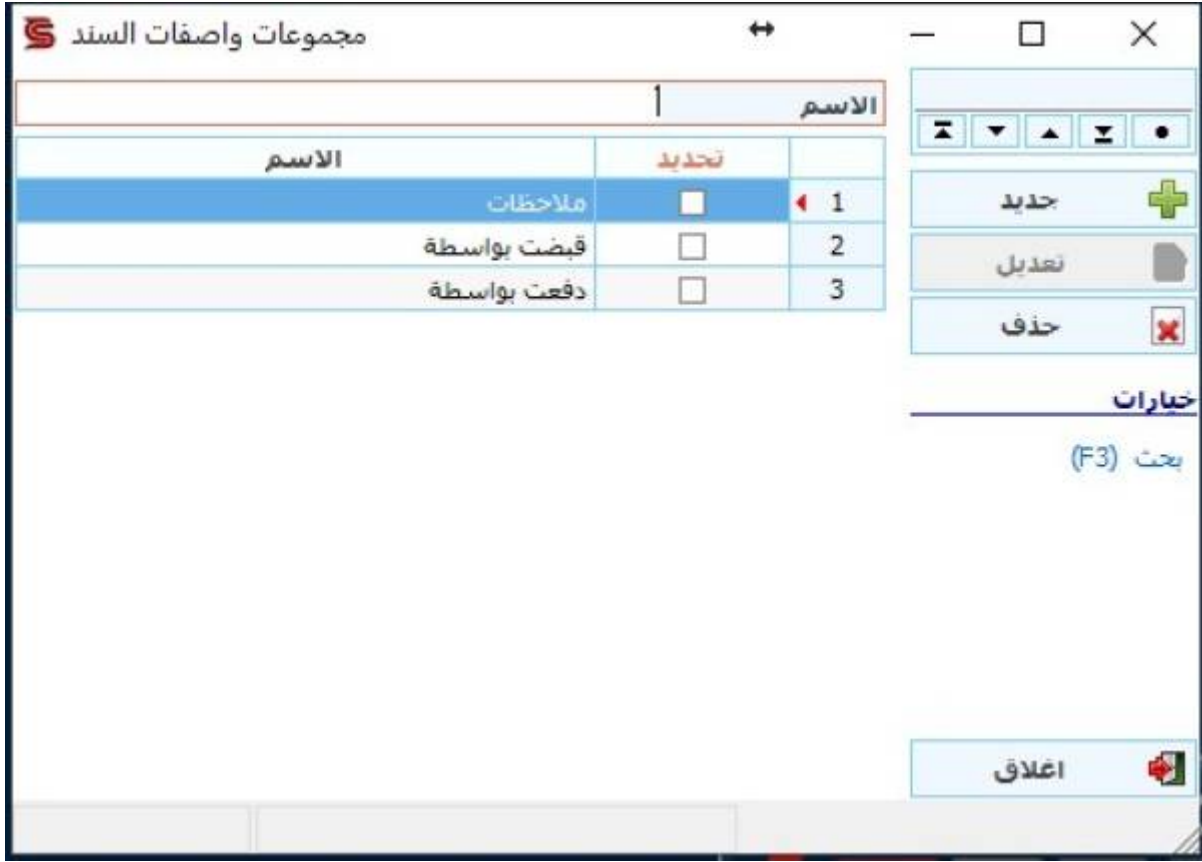 مجموعات واصفات السند
الاسم
تحديد الاسم
1 ملاحظات
2 قبضت بواسطة
3 دفعت بواسطة
جديد
تعديل
حذف
خيارات
بحث (F3)
اغلاق